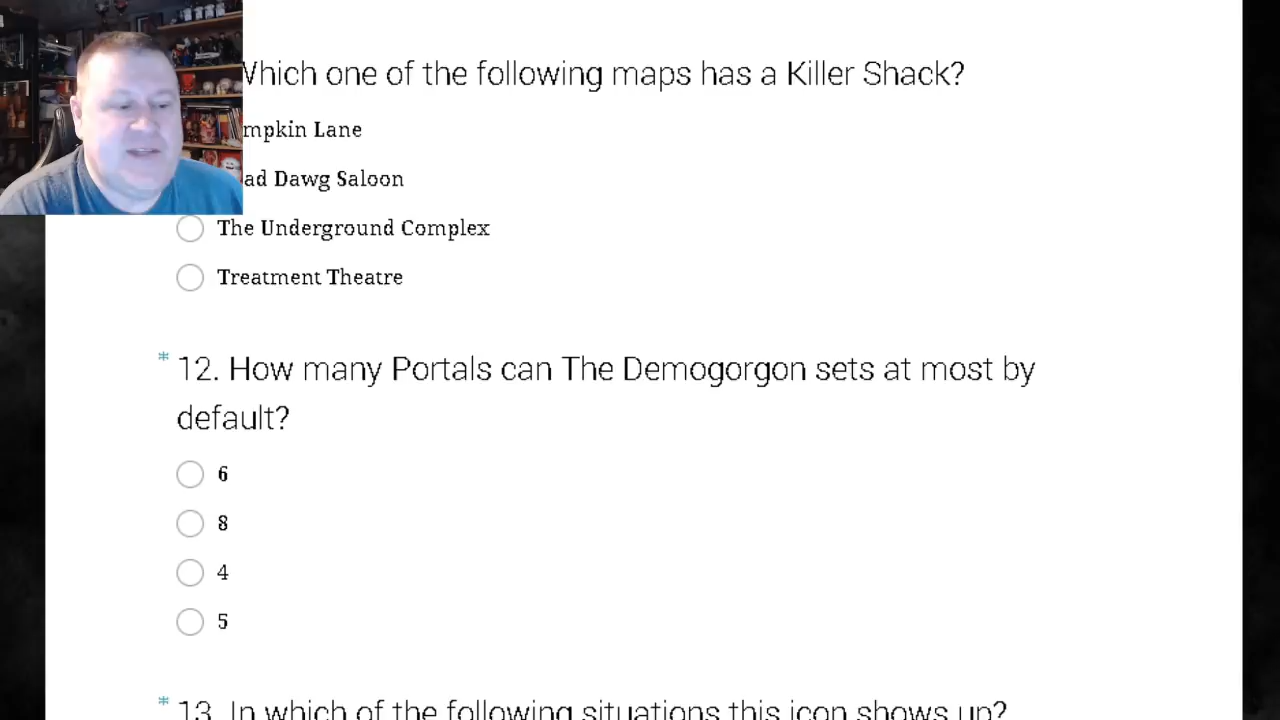 Which one of the following maps has a Killer Shack?
mpkin Lane
ad Dawg Saloon
The Underground Complex
Treatment Theatre
* 12. How many Portals can The Demogorgon sets at most by
default?
6
8
4
5
* 13. In which of the following situations this icon shows up?